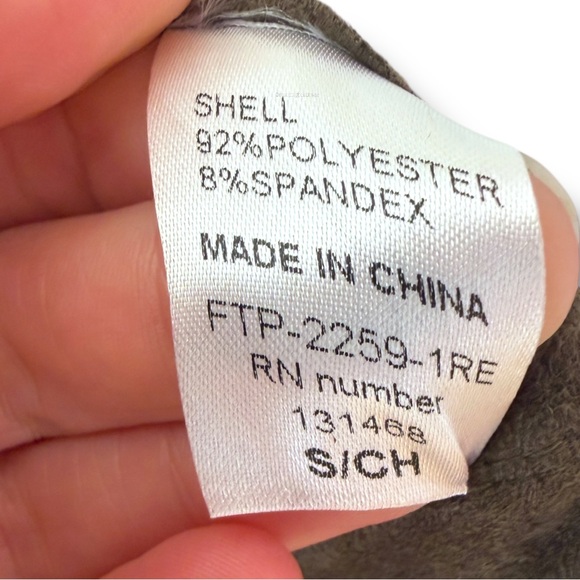 SHELL
92%POLYESTER
8%SPANDEX
MADE IN CHINA
FTP-2259-1RE
RN number
131468
S/CH